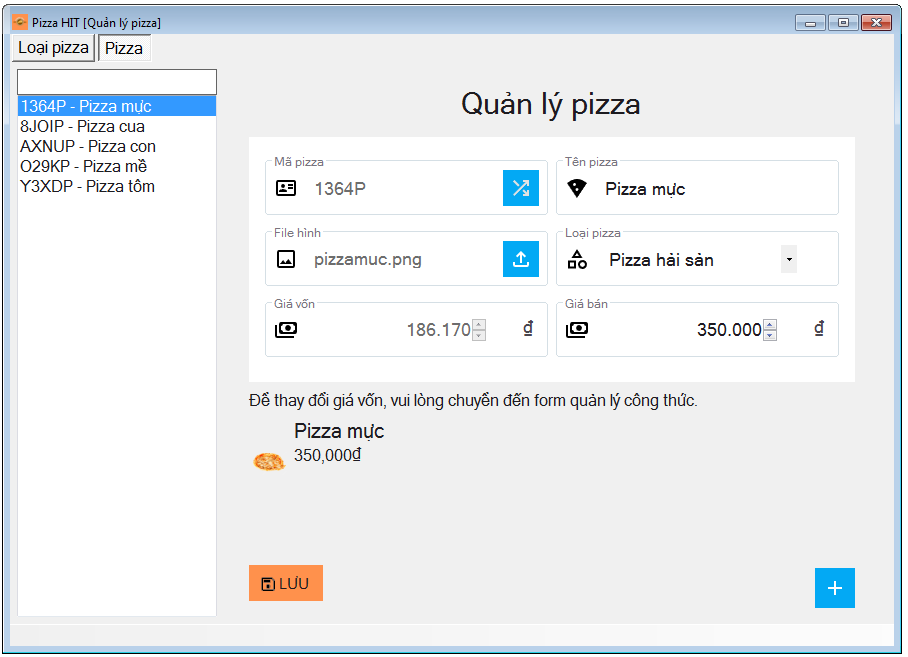 Pizza HIT [Quản lý pizza]
Loại pizza
Pizza
1364P - Pizza mực
8JOIP - Pizza cua
AXNUP - Pizza con
O29KP - Pizza mề
Y3XDP - Pizza tôm
Quản lý pizza
Mã pizza
1364P
Tên pizza
Pizza mực
File hình
pizzamuc.png
Loại pizza
Pizza hải sản
Giá vốn
186.170 ₫
Giá bán
350.000 ₫
Để thay đổi giá vốn, vui lòng chuyển đến form quản lý công thức.
Pizza mực
350,000₫
LƯU